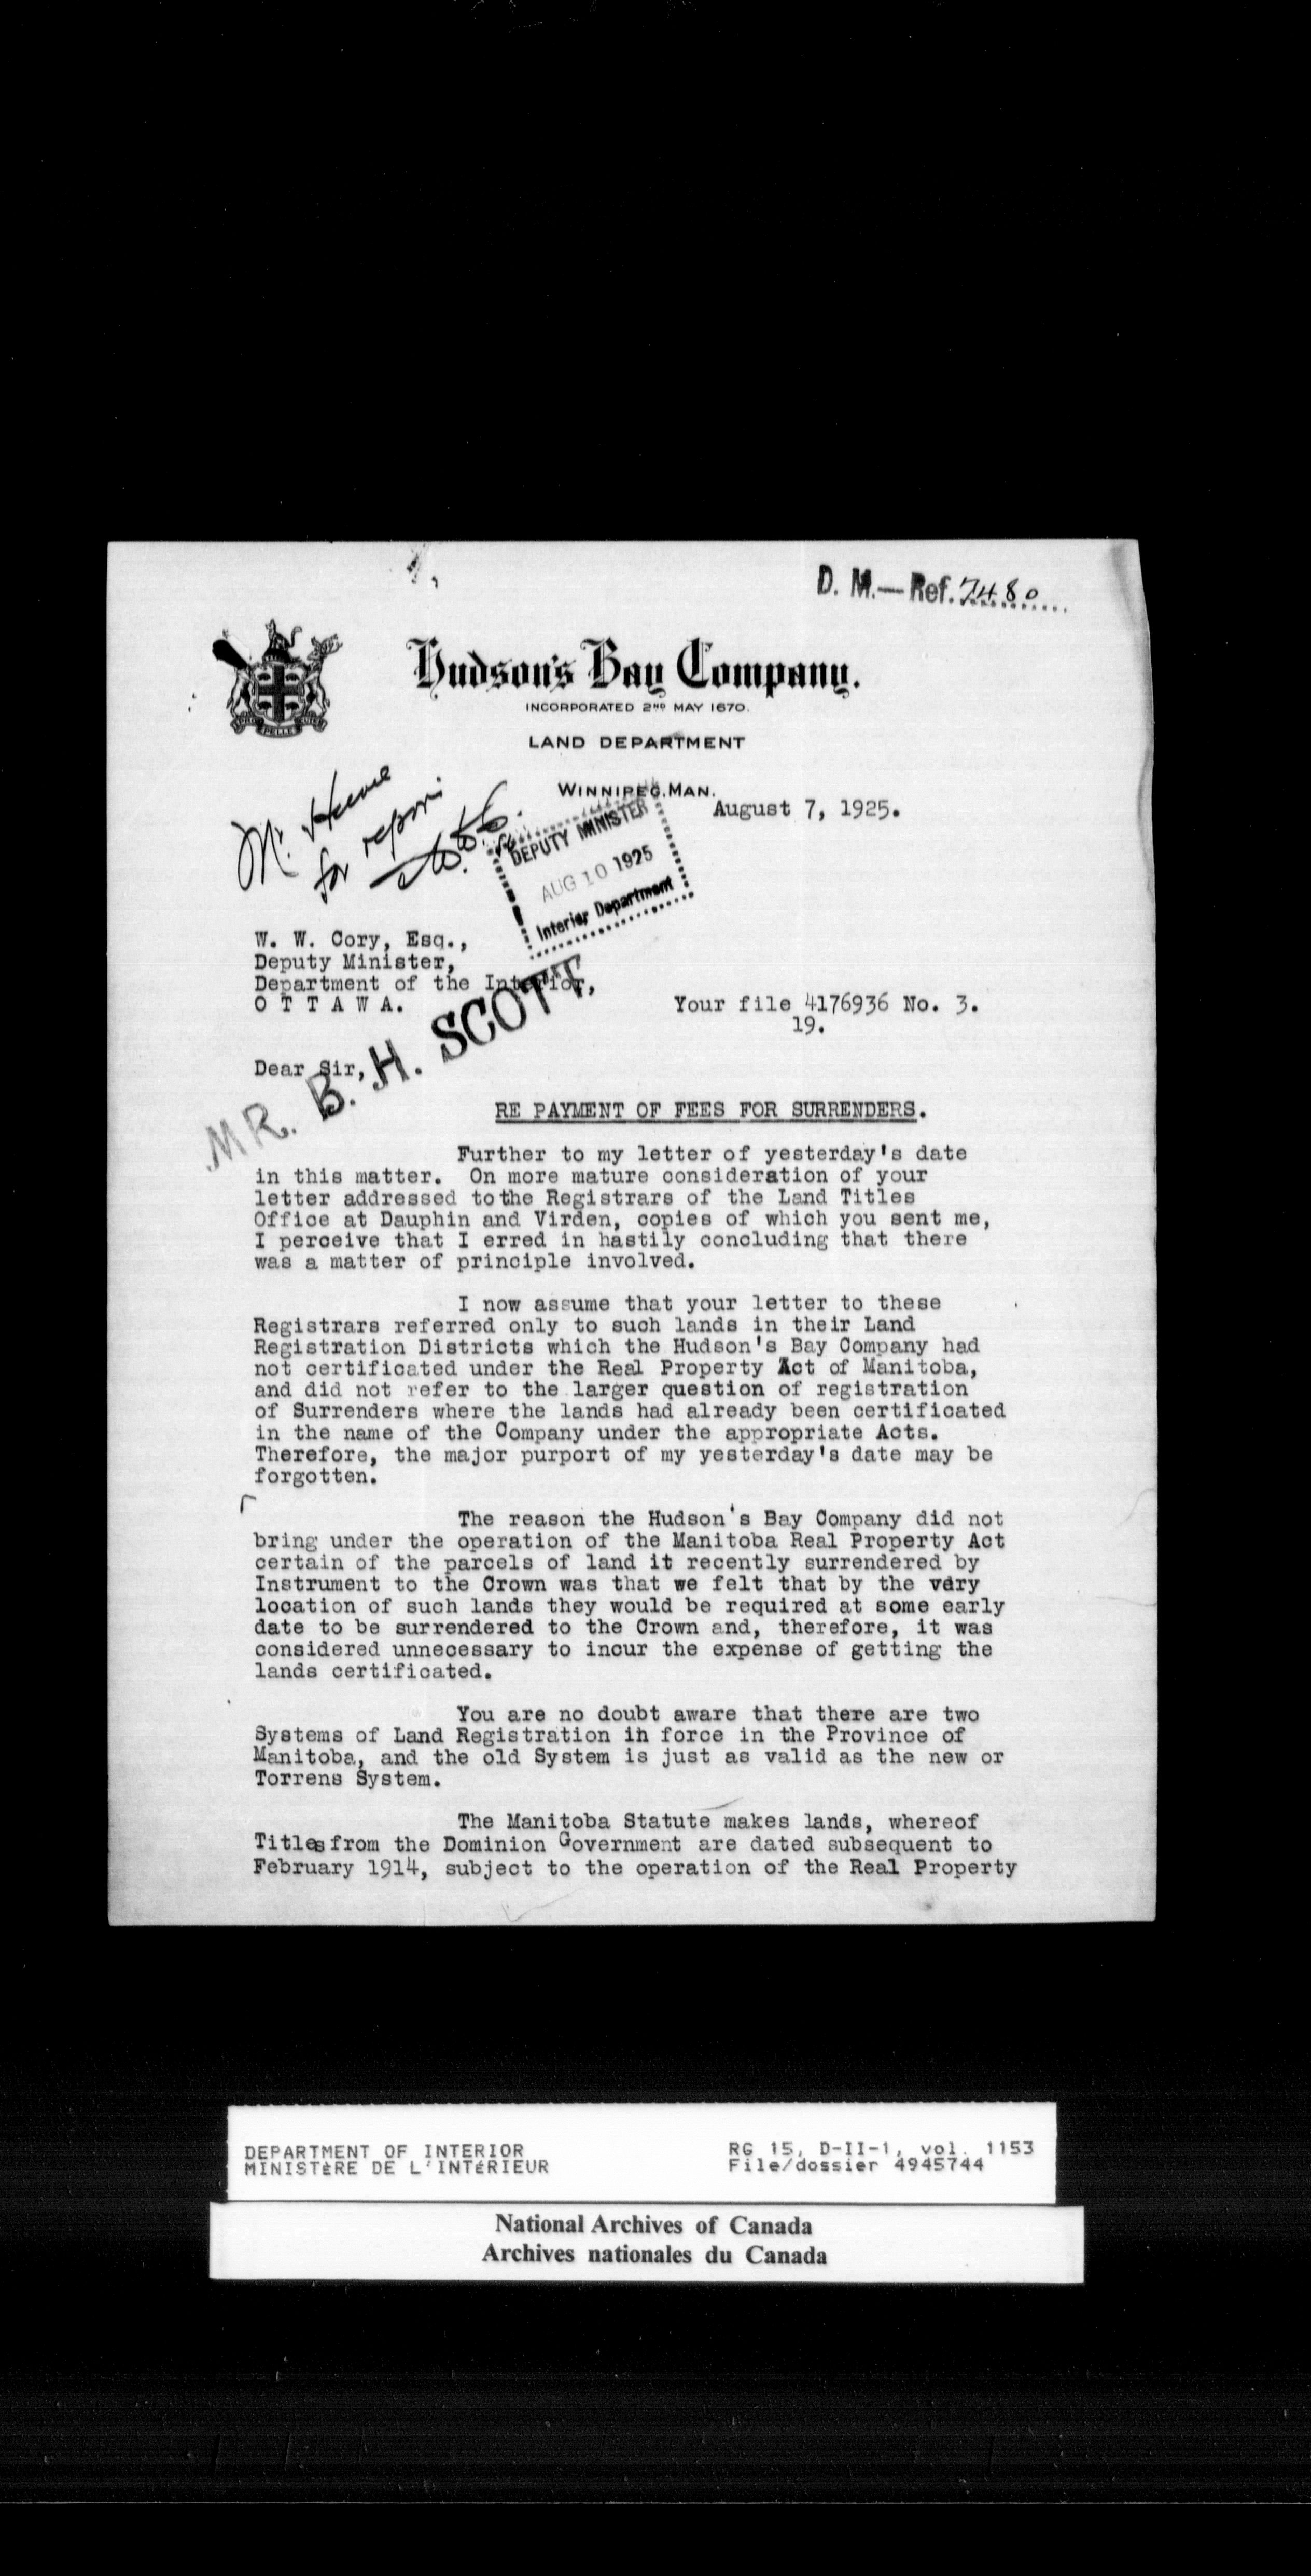 D. M.— Ref. 7480
Hudson's Bay Company.
INCORPORATED 2ND MAY 1670.
LAND DEPARTMENT
WINNIPEG, MAN.
August 7, 1925.
Mr.
for report
DEPUTY MINISTER
AUG 10 1925
Interior Department
W. W. Cory, Esq.,
Deputy Minister,
Department of the Interior,
O T T A W A.
Your file 4176936 No. 3.
19.
MR. B. H. SCOTT
Dear Sir,
RE PAYMENT OF FEES FOR SURRENDERS.
Further to my letter of yesterday's date
in this matter. On more mature consideration of your
letter addressed to the Registrars of the Land Titles
Office at Dauphin and Virden, copies of which you sent me,
I perceive that I erred in hastily concluding that there
was a matter of principle involved.
I now assume that your letter to these
Registrars referred only to such lands in their Land
Registration Districts which the Hudson's Bay Company had
not certificated under the Real Property Act of Manitoba,
and did not refer to the larger question of registration
of Surrenders where the lands had already been certificated
in the name of the Company under the appropriate Acts.
Therefore, the major purport of my yesterday's date may be
forgotten.
The reason the Hudson's Bay Company did not
bring under the operation of the Manitoba Real Property Act
certain of the parcels of land it recently surrendered by
Instrument to the Crown was that we felt that by the very
location of such lands they would be required at some early
date to be surrendered to the Crown and, therefore, it was
considered unnecessary to incur the expense of getting the
lands certificated.
You are no doubt aware that there are two
Systems of Land Registration in force in the Province of
Manitoba, and the old System is just as valid as the new or
Torrens System.
The Manitoba Statute makes lands, whereof
Titles from the Dominion Government are dated subsequent to
February 1914, subject to the operation of the Real Property
DEPARTMENT OF INTERIOR
MINISTÈRE DE L'INTÉRIEUR
RG 15, D-II-1, vol. 1153
File/dossier 4945744
National Archives of Canada
Archives nationales du Canada